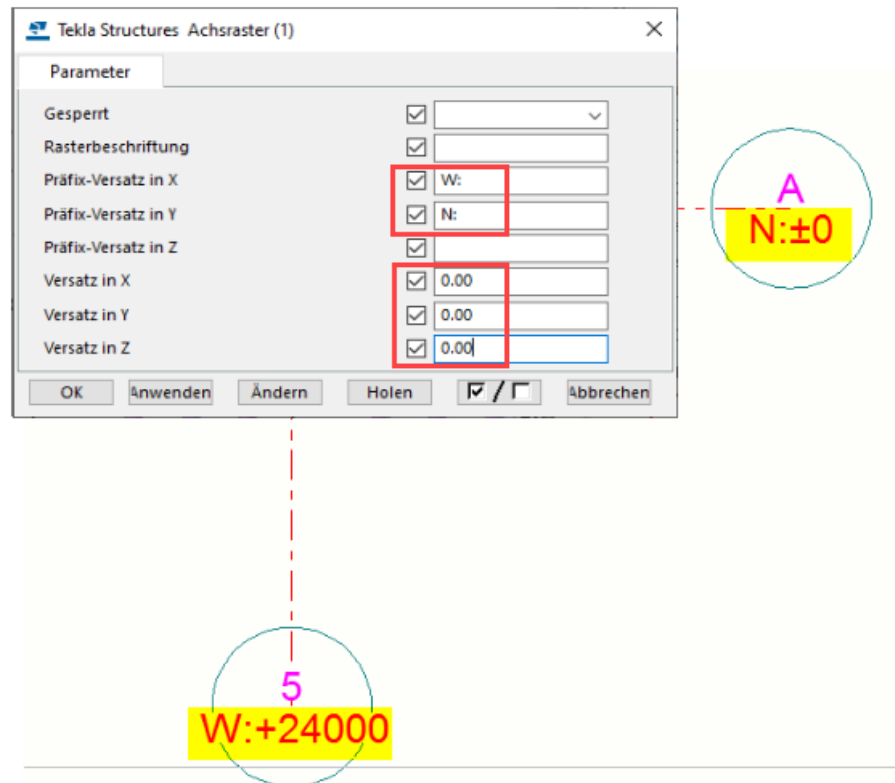 Tekla Structures Achsraster (1)
Parameter
Gesperrt
Rasterbeschriftung
Präfix-Versatz in X W:
Präfix-Versatz in Y N:
Präfix-Versatz in Z
Versatz in X 0.00
Versatz in Y 0.00
Versatz in Z 0.00
OK Anwenden Ändern Holen / Abbrechen
A
N:±0
5
W:+24000